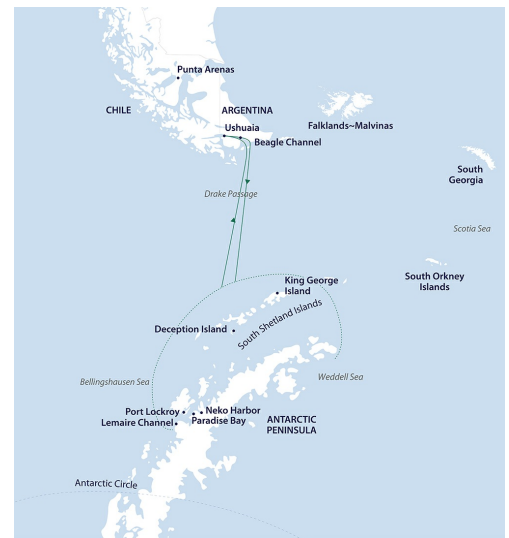 Punta Arenas
CHILE
ARGENTINA
Ushuaia
Falklands~Malvinas
Beagle Channel
South
Georgia
Drake Passage
Scotia Sea
King George
Island
South Orkney
Islands
South Shetland Islands
Deception Island
Weddell Sea
Bellingshausen Sea
Port Lockroy
Neko Harbor
Lemaire Channel
Paradise Bay
ANTARCTIC
PENINSULA
Antarctic Circle